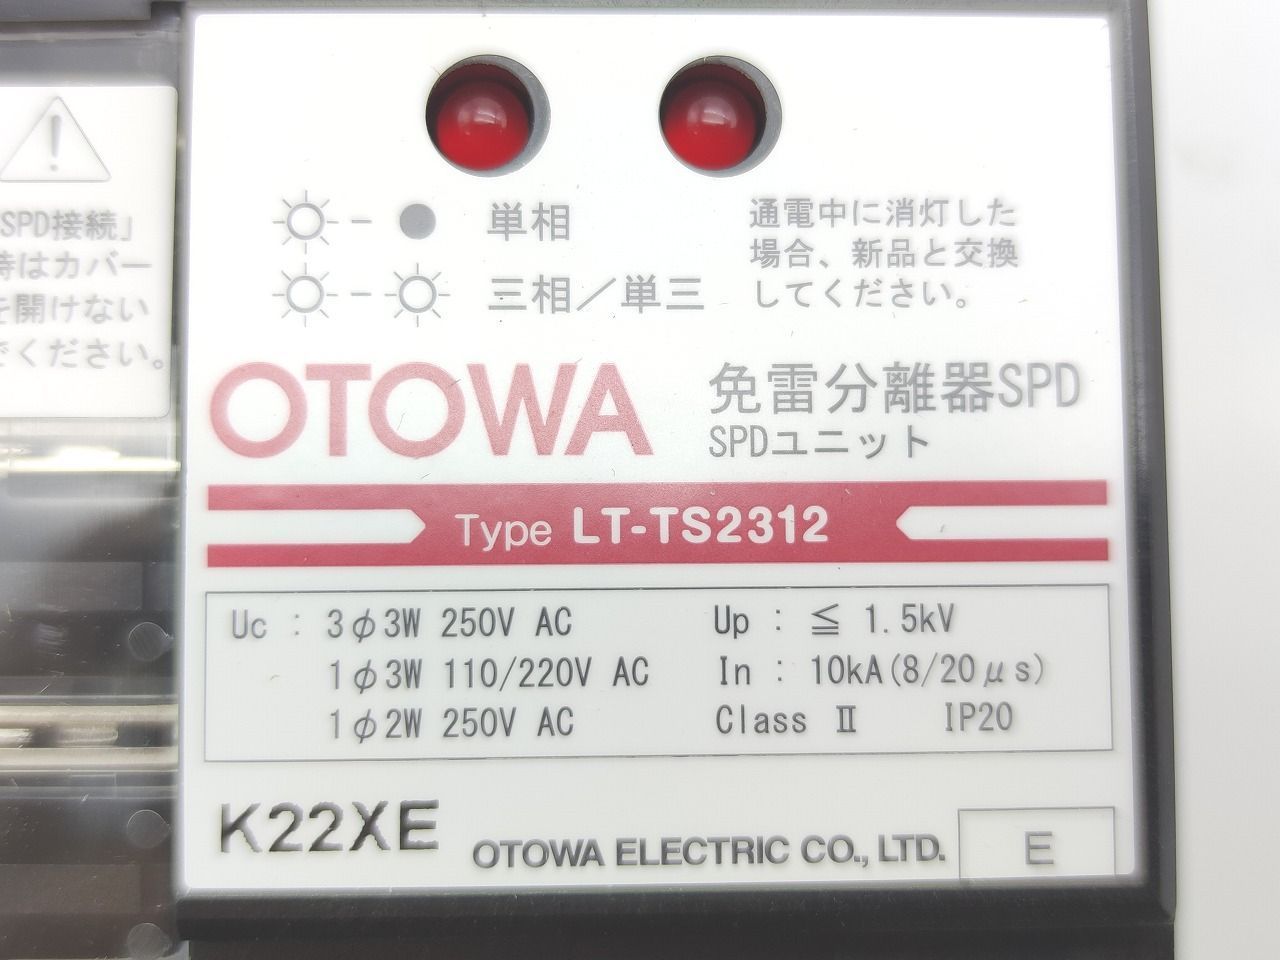 単相
三相／単三
通電中に消灯した
場合、新品と交換
してください。
SPD接続」
時はカバー
を開けない
でください。
OTOWA
免雷分離器SPD
SPDユニット
Type LT-TS2312
Uc : 3φ3W 250V AC
1φ3W 110/220V AC
1φ2W 250V AC
Up : ≦ 1.5kV
In : 10kA(8/20μs)
Class Ⅱ IP20
K22XE
OTOWA ELECTRIC CO., LTD.
E